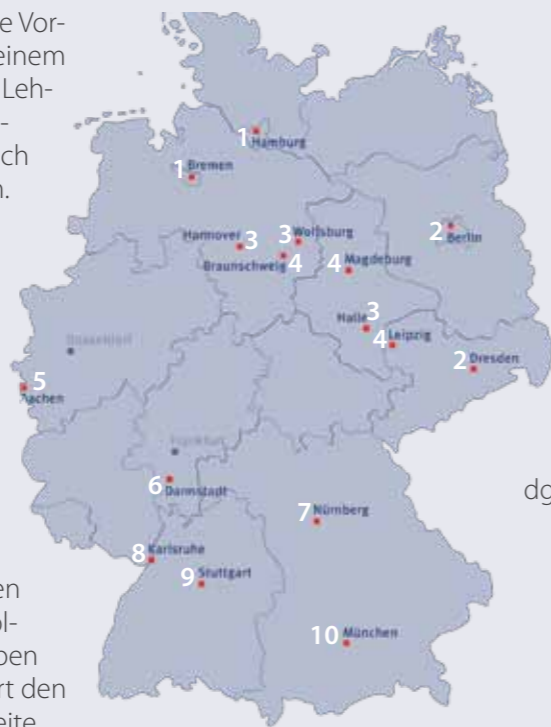 e Vor-
einem
Leh-
-
ch
n.
1 Hamburg
1 Bremen
Hannover 3
3 Wolfsburg
Braunschweig 4
4 Magdeburg
2 Berlin
Halle 3
4 Leipzig
2 Dresden
Düsseldorf
5 Aachen
Frankfurt
6 Darmstadt
7 Nürnberg
dg
8 Karlsruhe
9 Stuttgart
10 München
en
ol-
ben
rt den
eite